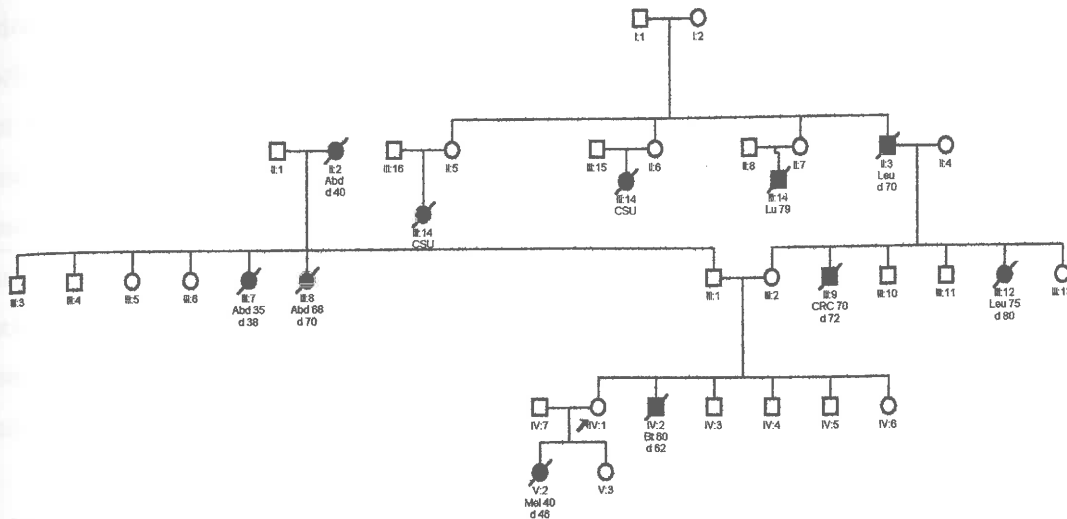 I:1 I:2
II:1 II:2 III:16 II:5 III:15 II:6 II:8 II:7 II:3 II:4
Abd Leu
d 40 d 70
III:14 III:14 III:14
CSU CSU Lu 79
III:3 III:4 III:5 III:6 III:7 III:8 III:1 III:2 III:9 III:10 III:11 III:12
Abd 35 Abd 68 CRC 70 Leu 75
d 38 d 70 d 72 d 80
IV:7 IV:1 IV:2 IV:3 IV:4 IV:5 IV:6
d 62
V:2 V:3
Mel 40